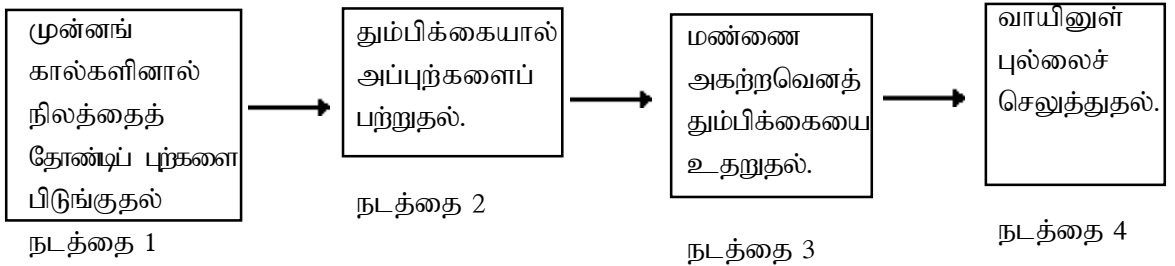 முன்னங்
கால்களினால்
நிலத்தைத்
தோண்டிப் புற்களை
பிடுங்குதல்
நடத்தை 1
தும்பிக்கையால்
அப்புற்களைப்
பற்றுதல்.
நடத்தை 2
மண்ணை
அகற்றவெனத்
தும்பிக்கையை
உதறுதல்.
நடத்தை 3
வாயினுள்
புல்லைச்
செலுத்துதல்.
நடத்தை 4